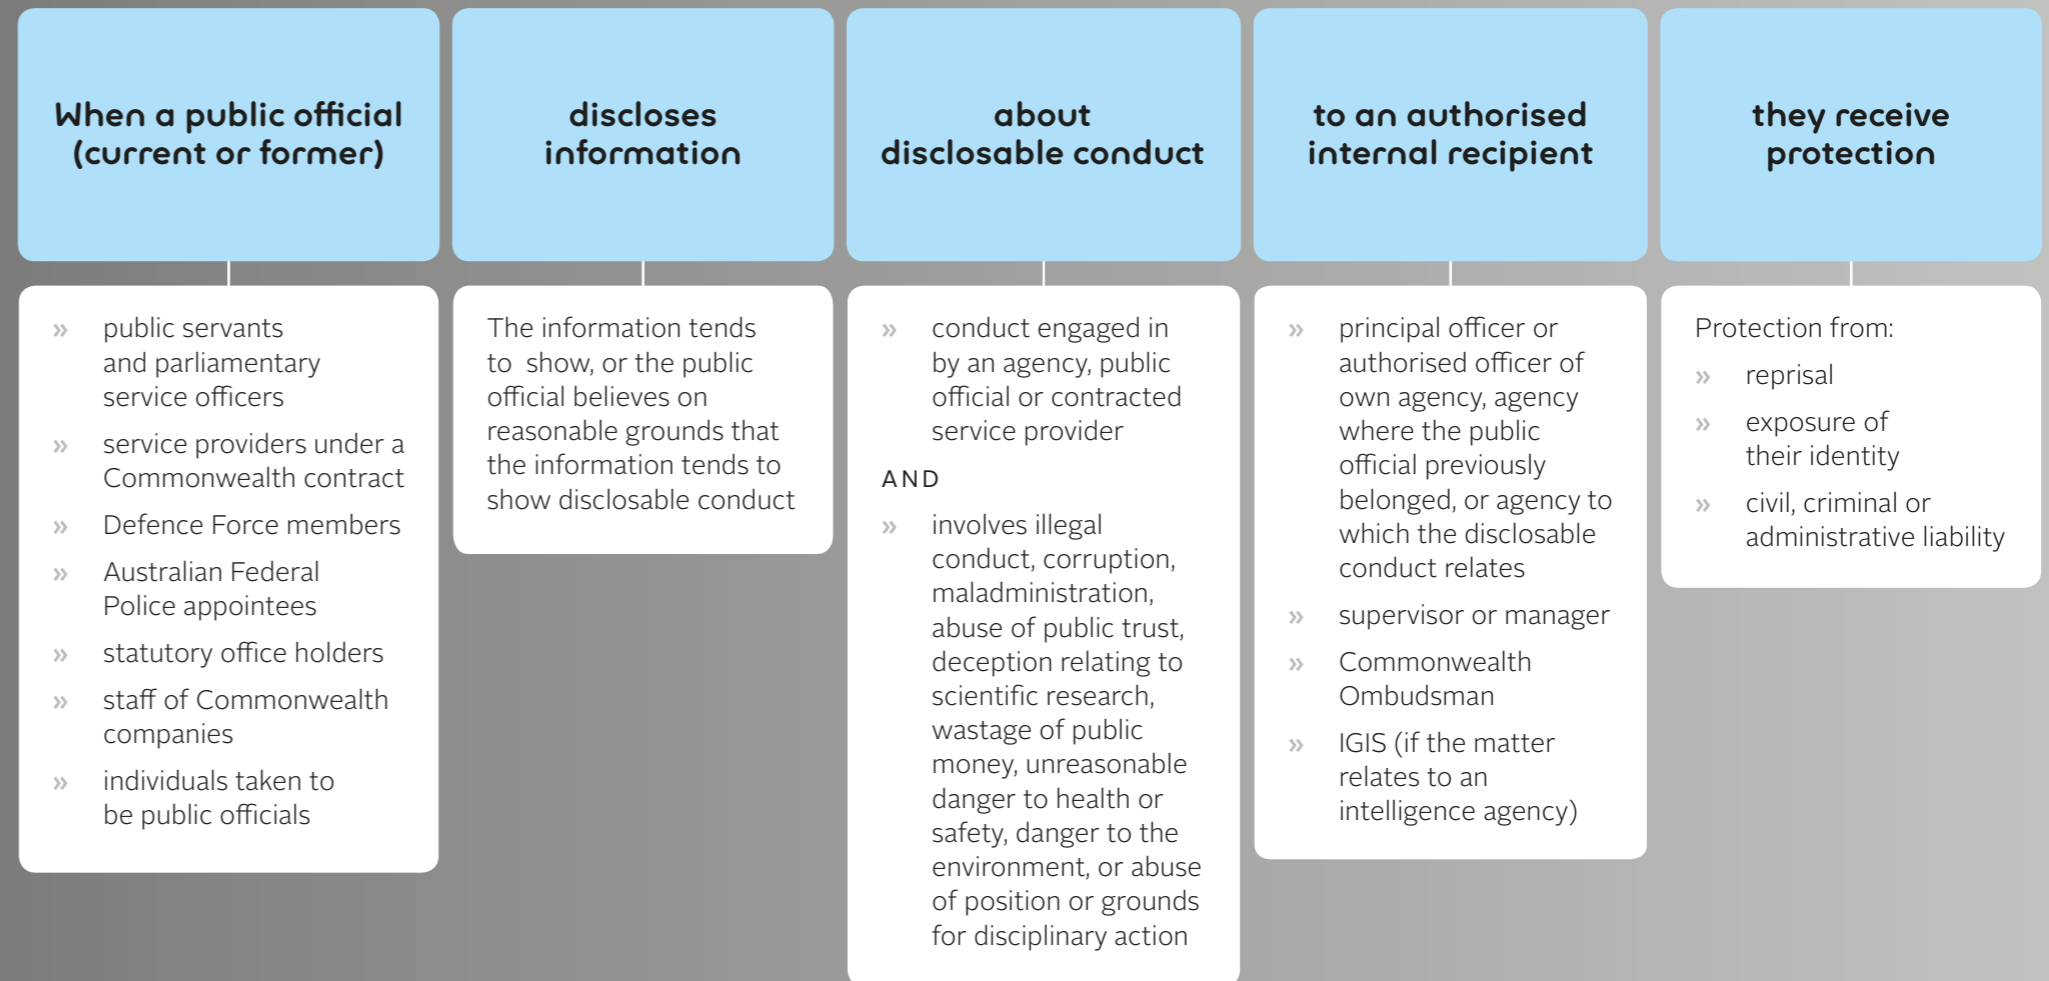 When a public official
(current or former)
» public servants
and parliamentary
service officers
» service providers under a
Commonwealth contract
» Defence Force members
» Australian Federal
Police appointees
» statutory office holders
» staff of Commonwealth
companies
» individuals taken to
be public officials
discloses
information
The information tends
to show, or the public
official believes on
reasonable grounds that
the information tends to
show disclosable conduct
about
disclosable conduct
» conduct engaged in
by an agency, public
official or contracted
service provider
AND
» involves illegal
conduct, corruption,
maladministration,
abuse of public trust,
deception relating to
scientific research,
wastage of public
money, unreasonable
danger to health or
safety, danger to the
environment, or abuse
of position or grounds
for disciplinary action
to an authorised
internal recipient
» principal officer or
authorised officer of
own agency, agency
where the public
official previously
belonged, or agency to
which the disclosable
conduct relates
» supervisor or manager
» Commonwealth
Ombudsman
» IGIS (if the matter
relates to an
intelligence agency)
they receive
protection
Protection from:
» reprisal
» exposure of
their identity
» civil, criminal or
administrative liability